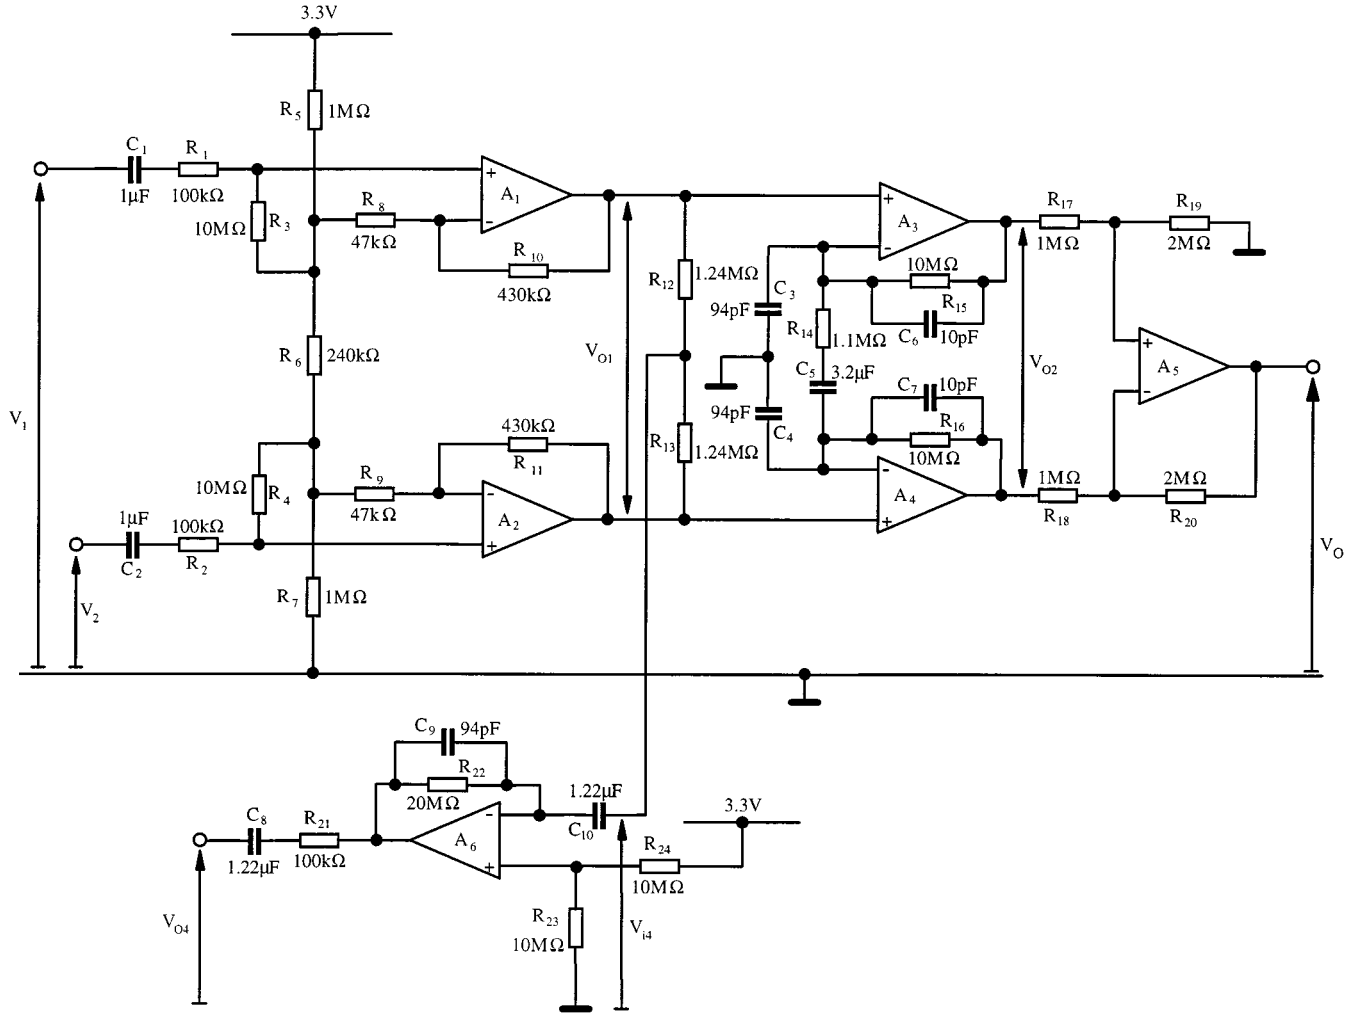 3.3V
R5 1MΩ
C1 R1
1μF 100kΩ
10MΩ R3
R8
47kΩ
+ A1 -
R10
430kΩ
R12 1.24MΩ
+ A3 -
R17
1MΩ
R19
2MΩ
10MΩ
R15
C3
94pF
R14
1.1MΩ
C6 10pF
R6 240kΩ
VO1
VO2
+ A5 -
C5 3.2μF
C7 10pF
94pF
C4
R16
10MΩ
V1
430kΩ
R11
R13 1.24MΩ
10MΩ R4
R9
47kΩ
- A2 +
- A4 +
1MΩ
R18
2MΩ
R20
1μF 100kΩ
C2 R2
VO
R7 1MΩ
V2
C9 94pF
R22
20MΩ
1.22μF
C10
3.3V
C8 R21
1.22μF 100kΩ
- A6 +
R24
10MΩ
R23
10MΩ
VO4
Vi4